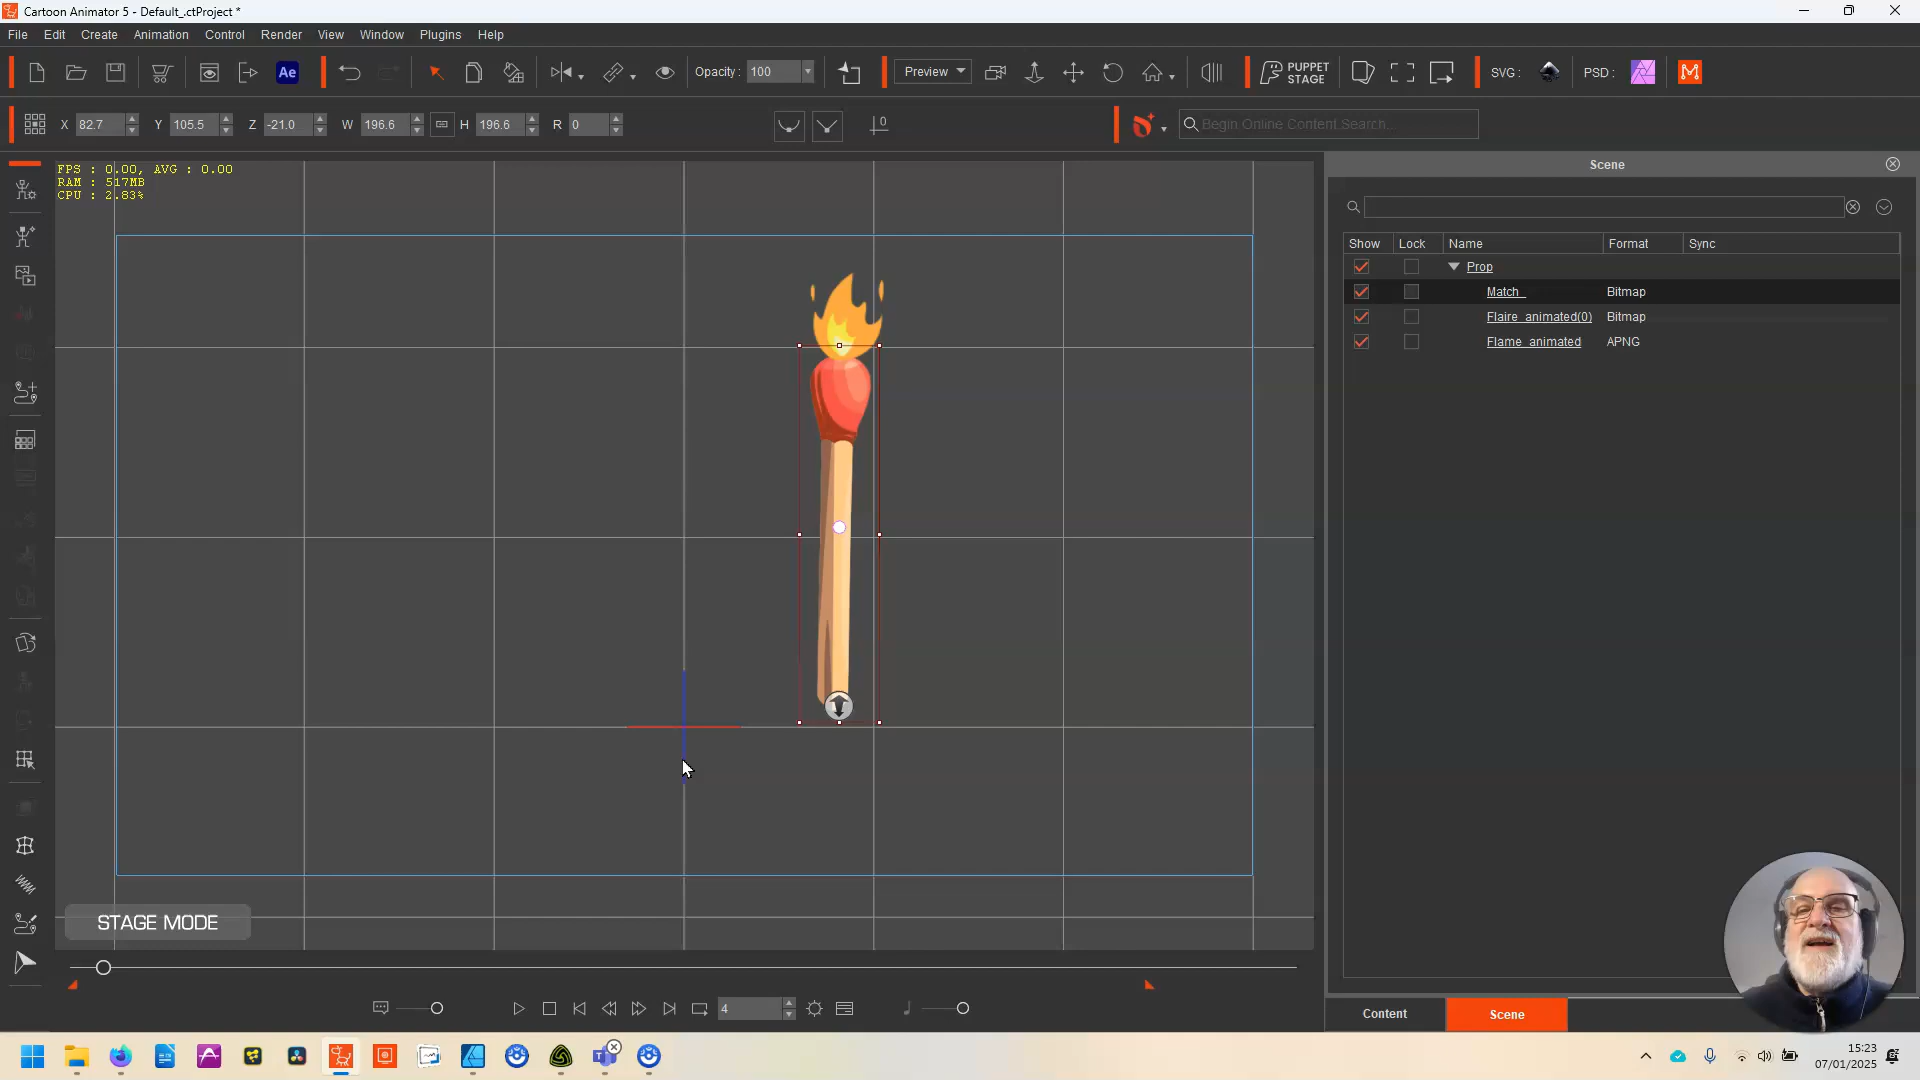 Cartoon Animator 5 - Default_.ctProject *
File Edit Create Animation Control Render View Window Plugins Help
Ae Opacity : 100 Preview PUPPET STAGE SVG : PSD :
X 82.7 Y 105.5 Z -21.0 W 196.6 H 196.6 R 0 Begin Online Content Search...
FPS : 0.00, AVG : 0.00
RAM : 517MB
CPU : 2.83%
Scene
Show Lock Name Format Sync
Prop
Match_ Bitmap
Flaire_animated(0) Bitmap
Flame_animated APNG
STAGE MODE
4
Content Scene
15:23
07/01/2025